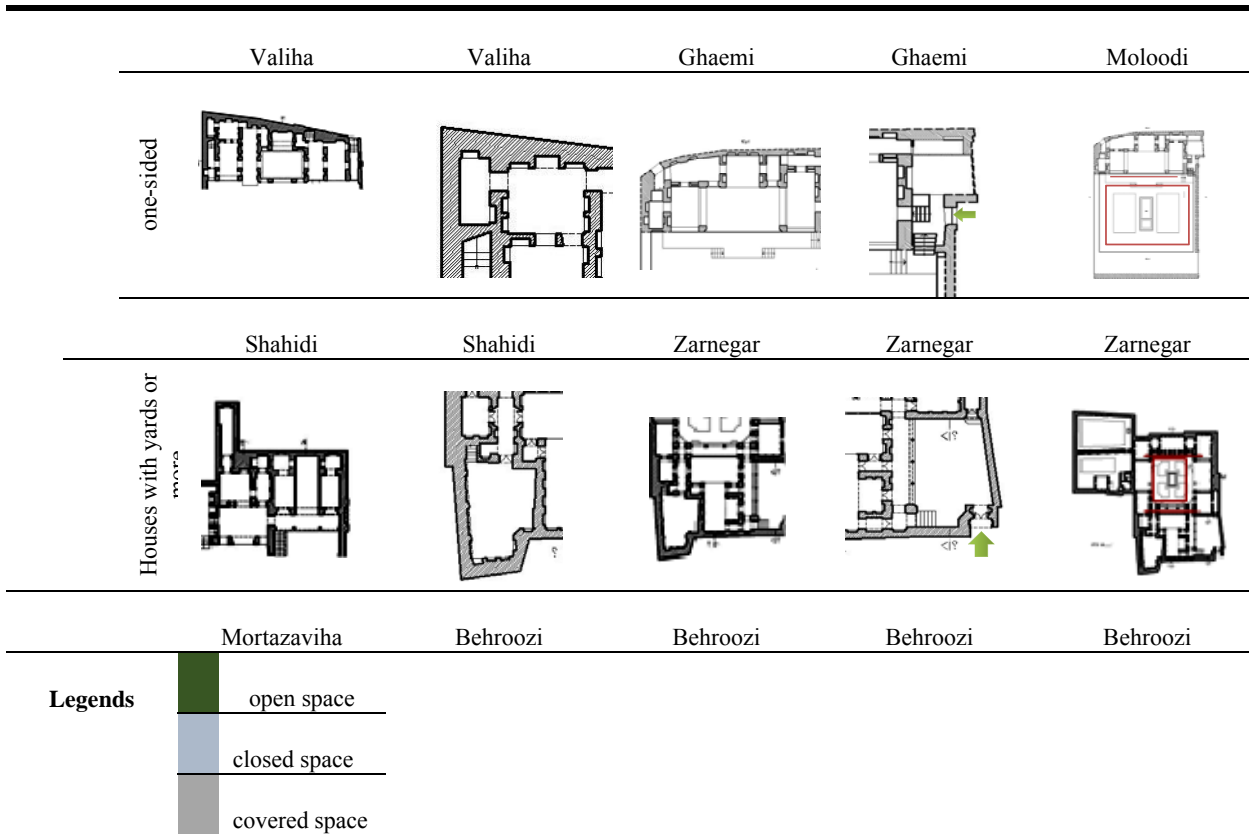 Valiha Valiha Ghaemi Ghaemi Moloodi
one-sided
Shahidi Shahidi Zarnegar Zarnegar Zarnegar
Houses with yards or
more
Mortazaviha Behroozi Behroozi Behroozi Behroozi
Legends
open space
closed space
covered space